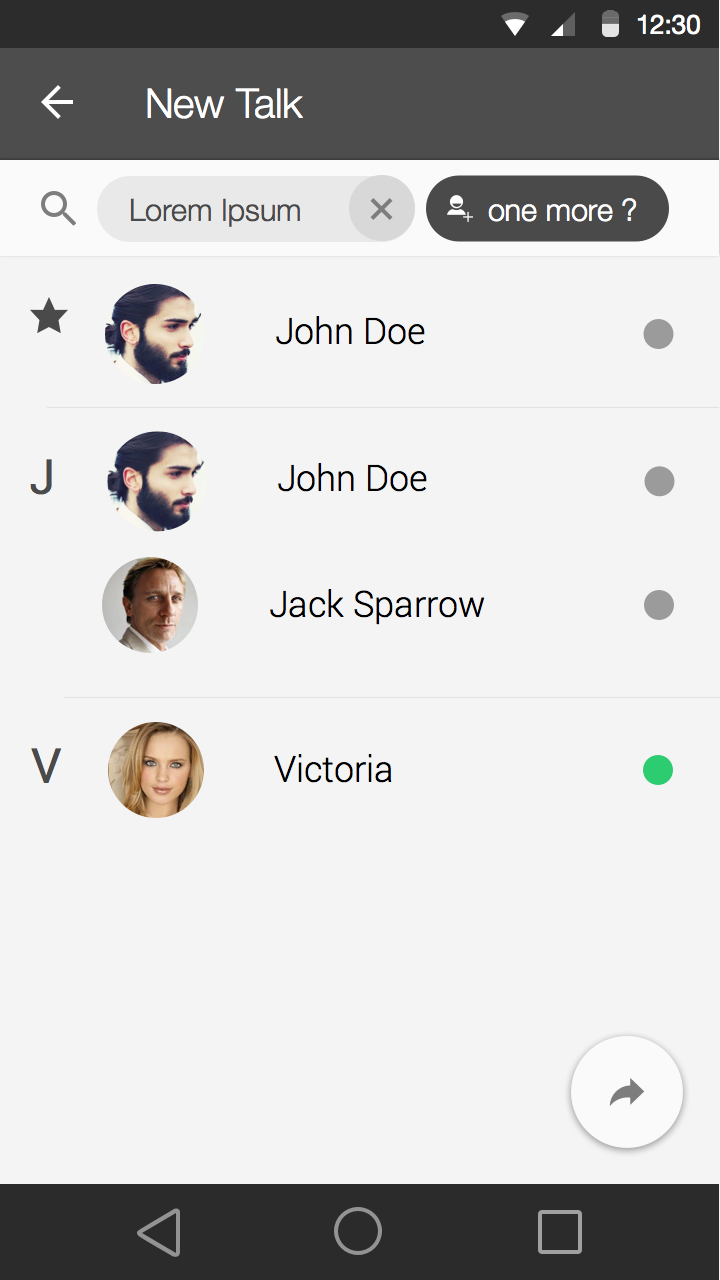 12:30
New Talk
Lorem Ipsum
one more ?
John Doe
J
John Doe
Jack Sparrow
V
Victoria